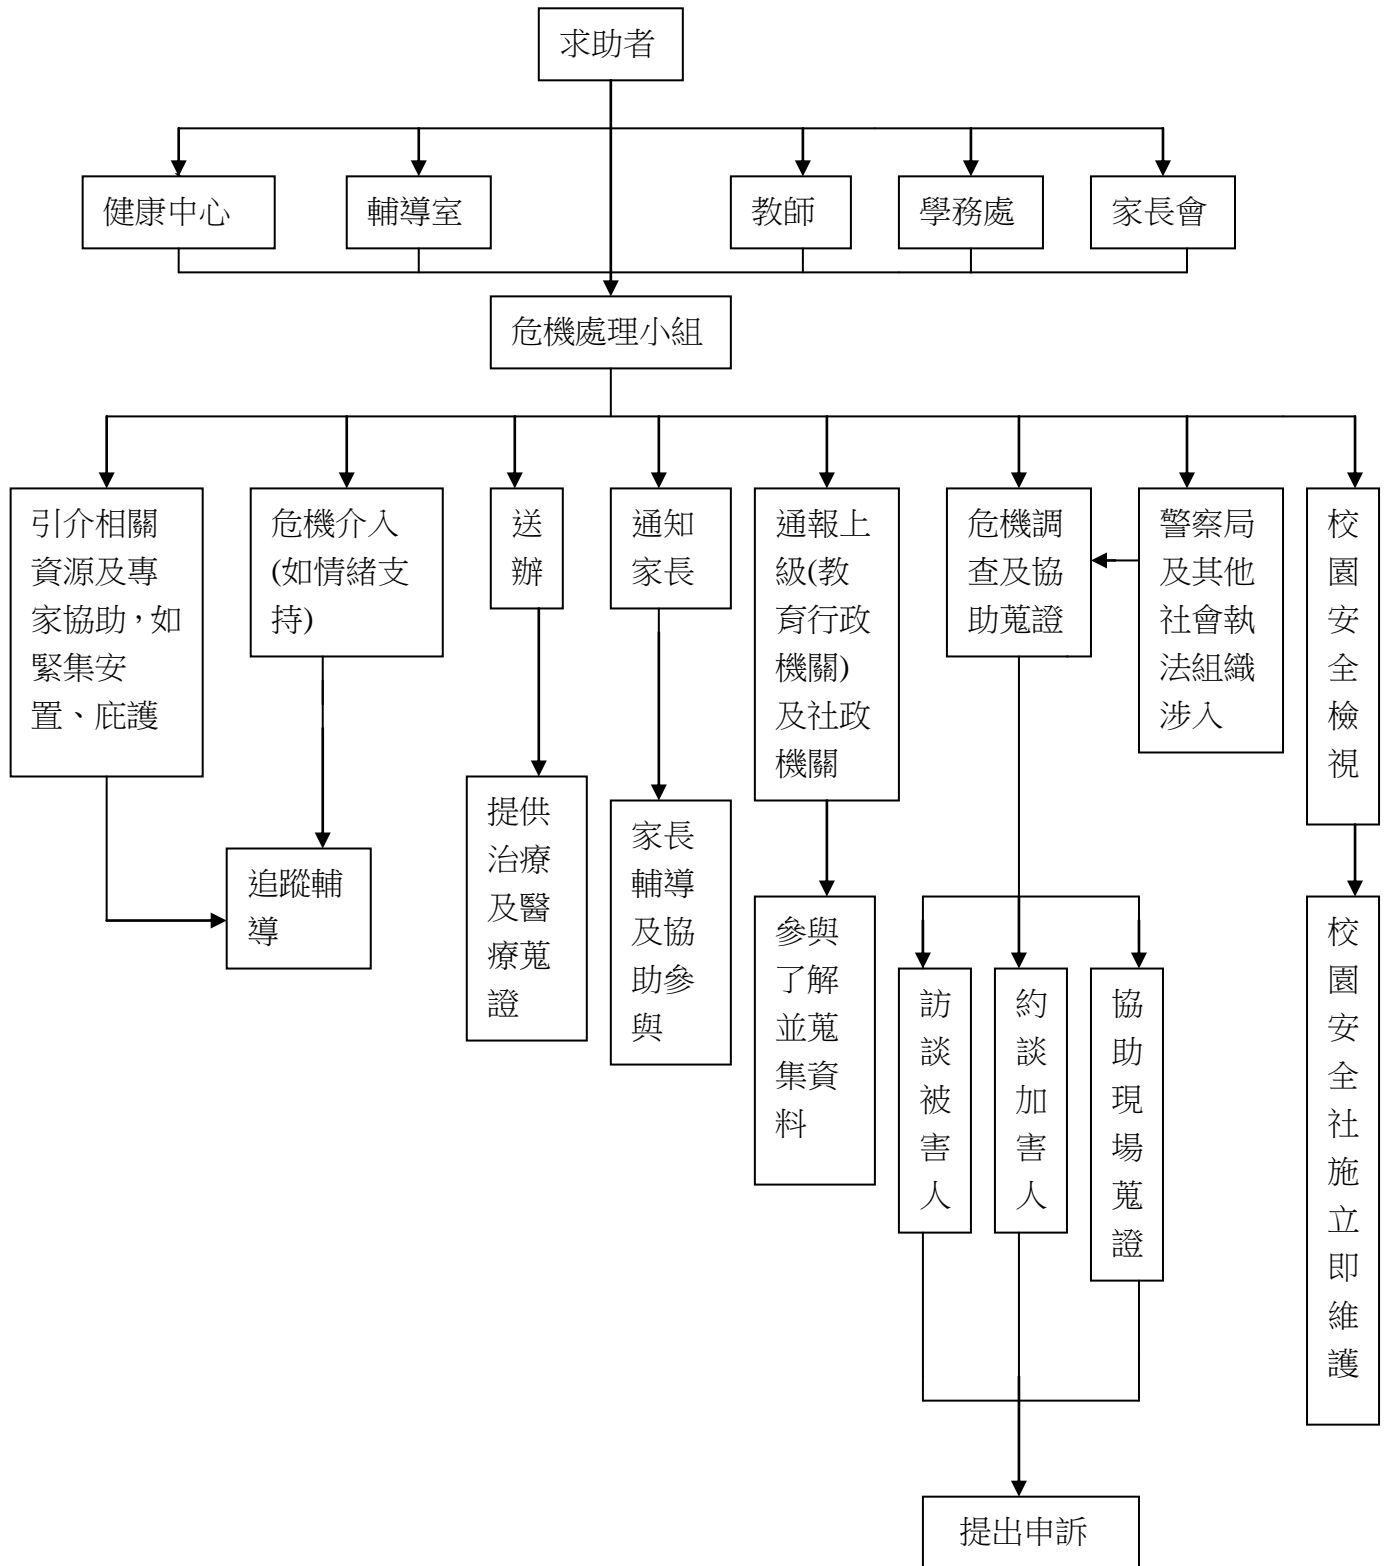 求助者
健康中心
輔導室
教師
學務處
家長會
危機處理小組
引介相關
資源及專
家協助，如
緊集安
置、庇護
危機介入
(如情緒支
持)
送
辦
通知
家長
通報上
級(教
育行政
機關)
及社政
機關
危機調
查及協
助蒐證
警察局
及其他
社會執
法組織
涉入
校
園
安
全
檢
視
追蹤輔
導
提供
治療
及醫
療蒐
證
家長
輔導
及協
助參
與
參與
了解
並蒐
集資
料
訪
談
被
害
人
約
談
加
害
人
協
助
現
場
蒐
證
校
園
安
全
社
施
立
即
維
護
提出申訴